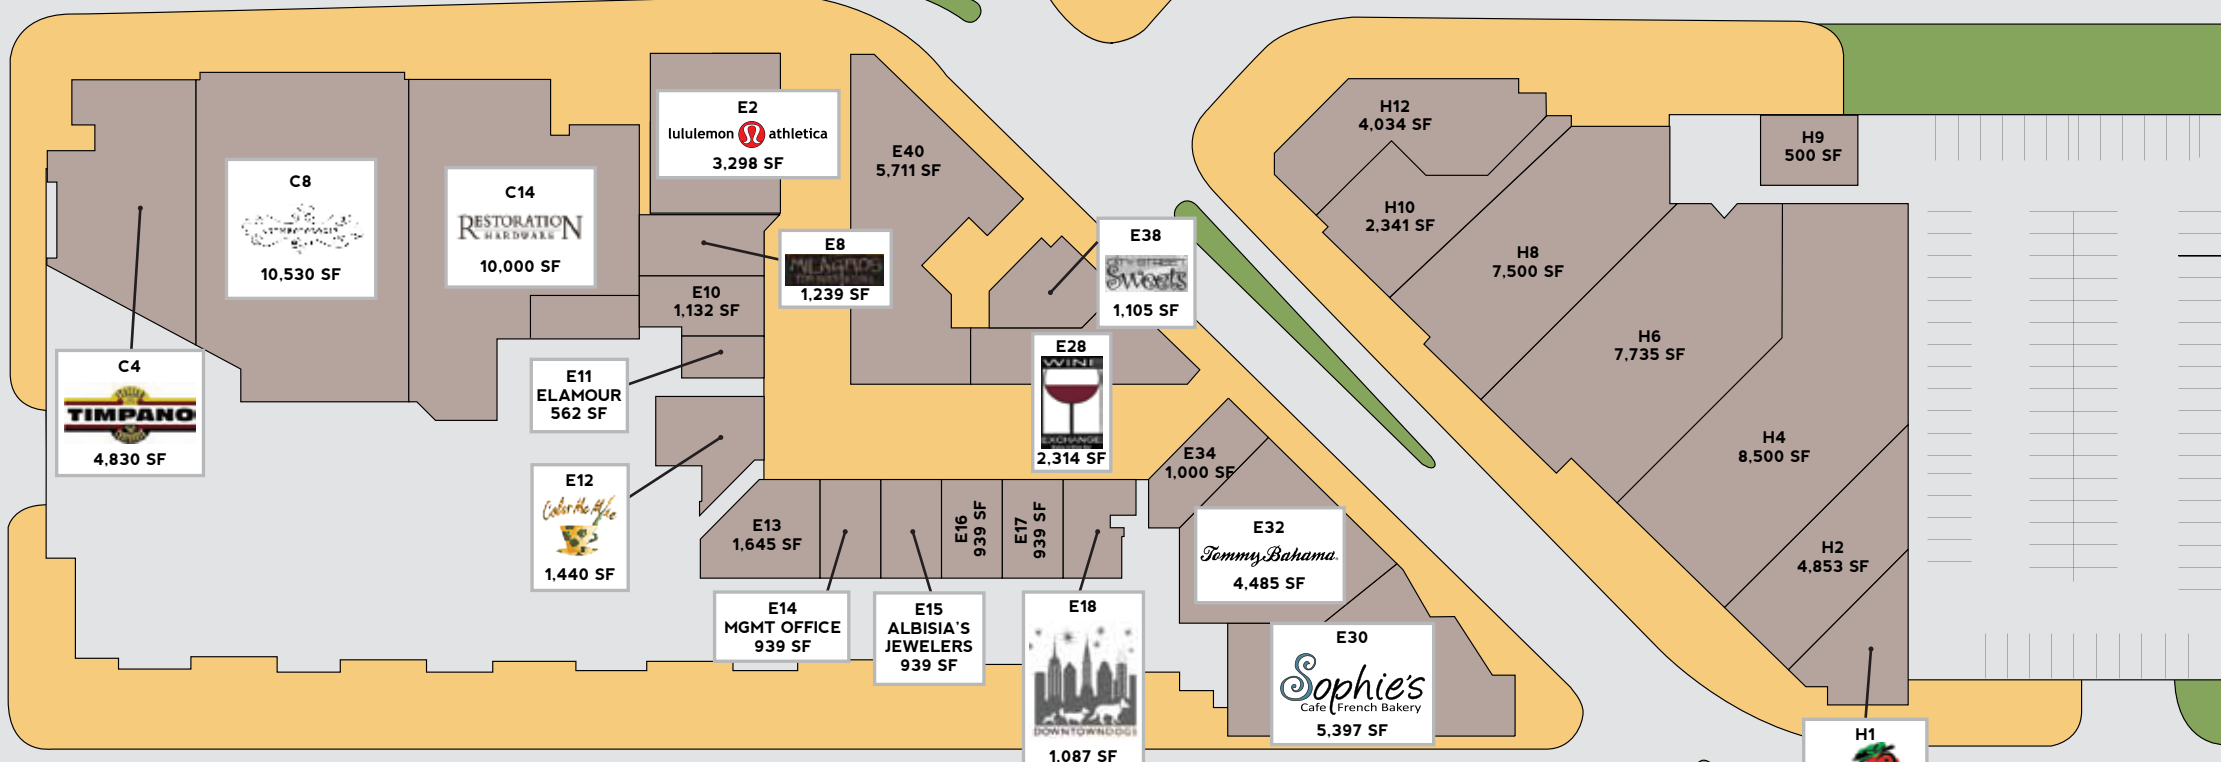 C4
TIMPANO
4,830 SF
C8
10,530 SF
C14
RESTORATION
HARDWARE
10,000 SF
E2
lululemon athletica
3,298 SF
E8
MILAGROS
1,239 SF
E10
1,132 SF
E11
ELAMOUR
562 SF
E12
Color Me Mine
1,440 SF
E13
1,645 SF
E14
MGMT OFFICE
939 SF
E15
ALBISIA'S
JEWELERS
939 SF
E16
939 SF
E17
939 SF
E18
DOWNTOWNDOGS
1,087 SF
E40
5,711 SF
E38
Sweets
1,105 SF
E28
WINE
EXCHANGE
2,314 SF
E34
1,000 SF
E32
Tommy Bahama
4,485 SF
E30
Sophie's
Cafe French Bakery
5,397 SF
H12
4,034 SF
H10
2,341 SF
H9
500 SF
H8
7,500 SF
H6
7,735 SF
H4
8,500 SF
H2
4,853 SF
H1